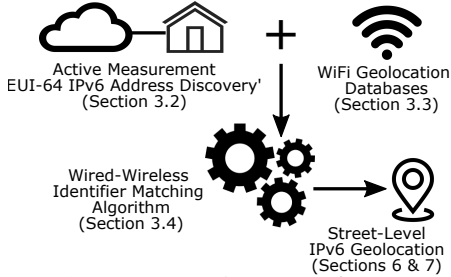 +
Active Measurement
EUI-64 IPv6 Address Discovery'
(Section 3.2)
WiFi Geolocation
Databases
(Section 3.3)
Wired-Wireless
Identifier Matching
Algorithm
(Section 3.4)
Street-Level
IPv6 Geolocation
(Sections 6 & 7)